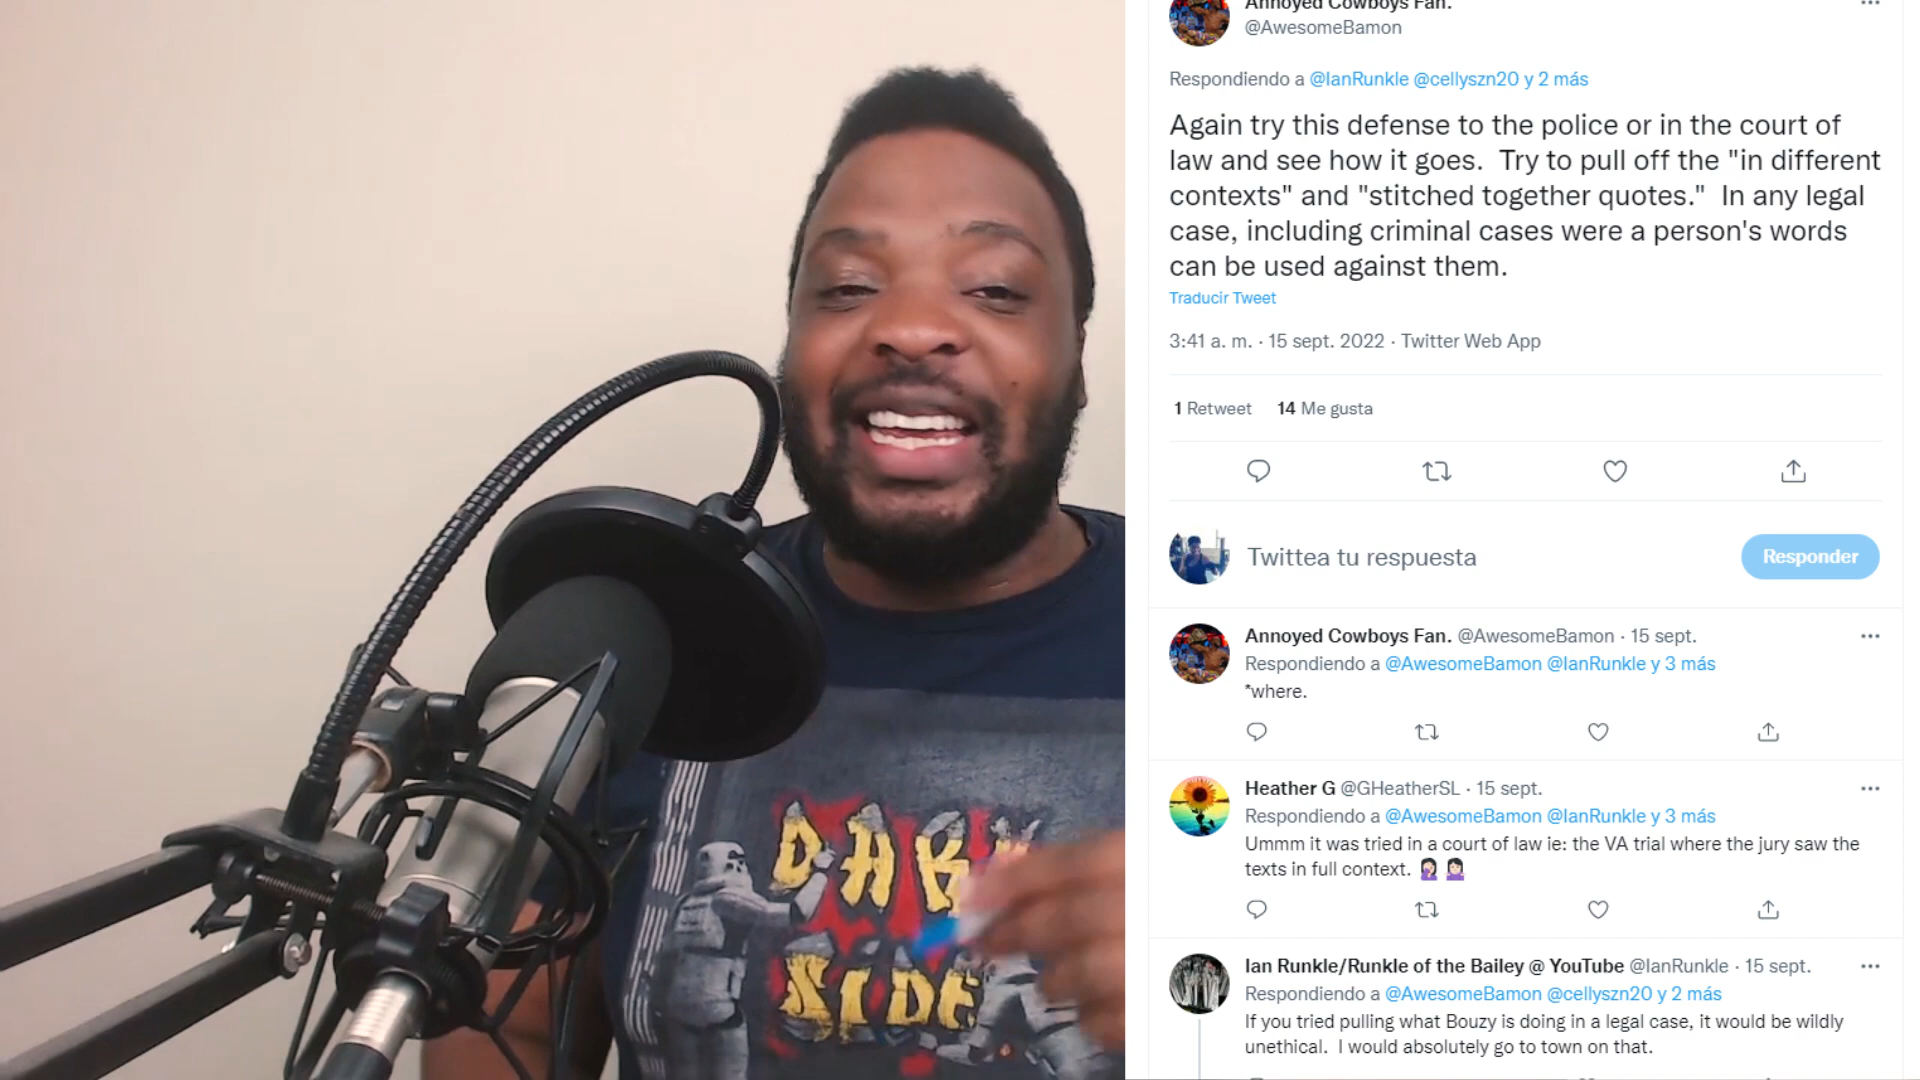 Annoyed Cowboys Fan.
@AwesomeBamon
Respondiendo a @IanRunkle @cellyszn20 y 2 más
Again try this defense to the police or in the court of
law and see how it goes. Try to pull off the "in different
contexts" and "stitched together quotes." In any legal
case, including criminal cases were a person's words
can be used against them.
Traducir Tweet
3:41 a. m. · 15 sept. 2022 · Twitter Web App
1 Retweet 14 Me gusta
Twittea tu respuesta
Responder
Annoyed Cowboys Fan. @AwesomeBamon · 15 sept.
Respondiendo a @AwesomeBamon @IanRunkle y 3 más
*where.
Heather G @GHeatherSL · 15 sept.
Respondiendo a @AwesomeBamon @IanRunkle y 3 más
Ummm it was tried in a court of law ie: the VA trial where the jury saw the
texts in full context. 🤦🏻‍♀️ 🤷🏻‍♀️
Ian Runkle/Runkle of the Bailey @ YouTube @IanRunkle · 15 sept.
Respondiendo a @AwesomeBamon @cellyszn20 y 2 más
If you tried pulling what Bouzy is doing in a legal case, it would be wildly
unethical. I would absolutely go to town on that.
DARK
SIDE